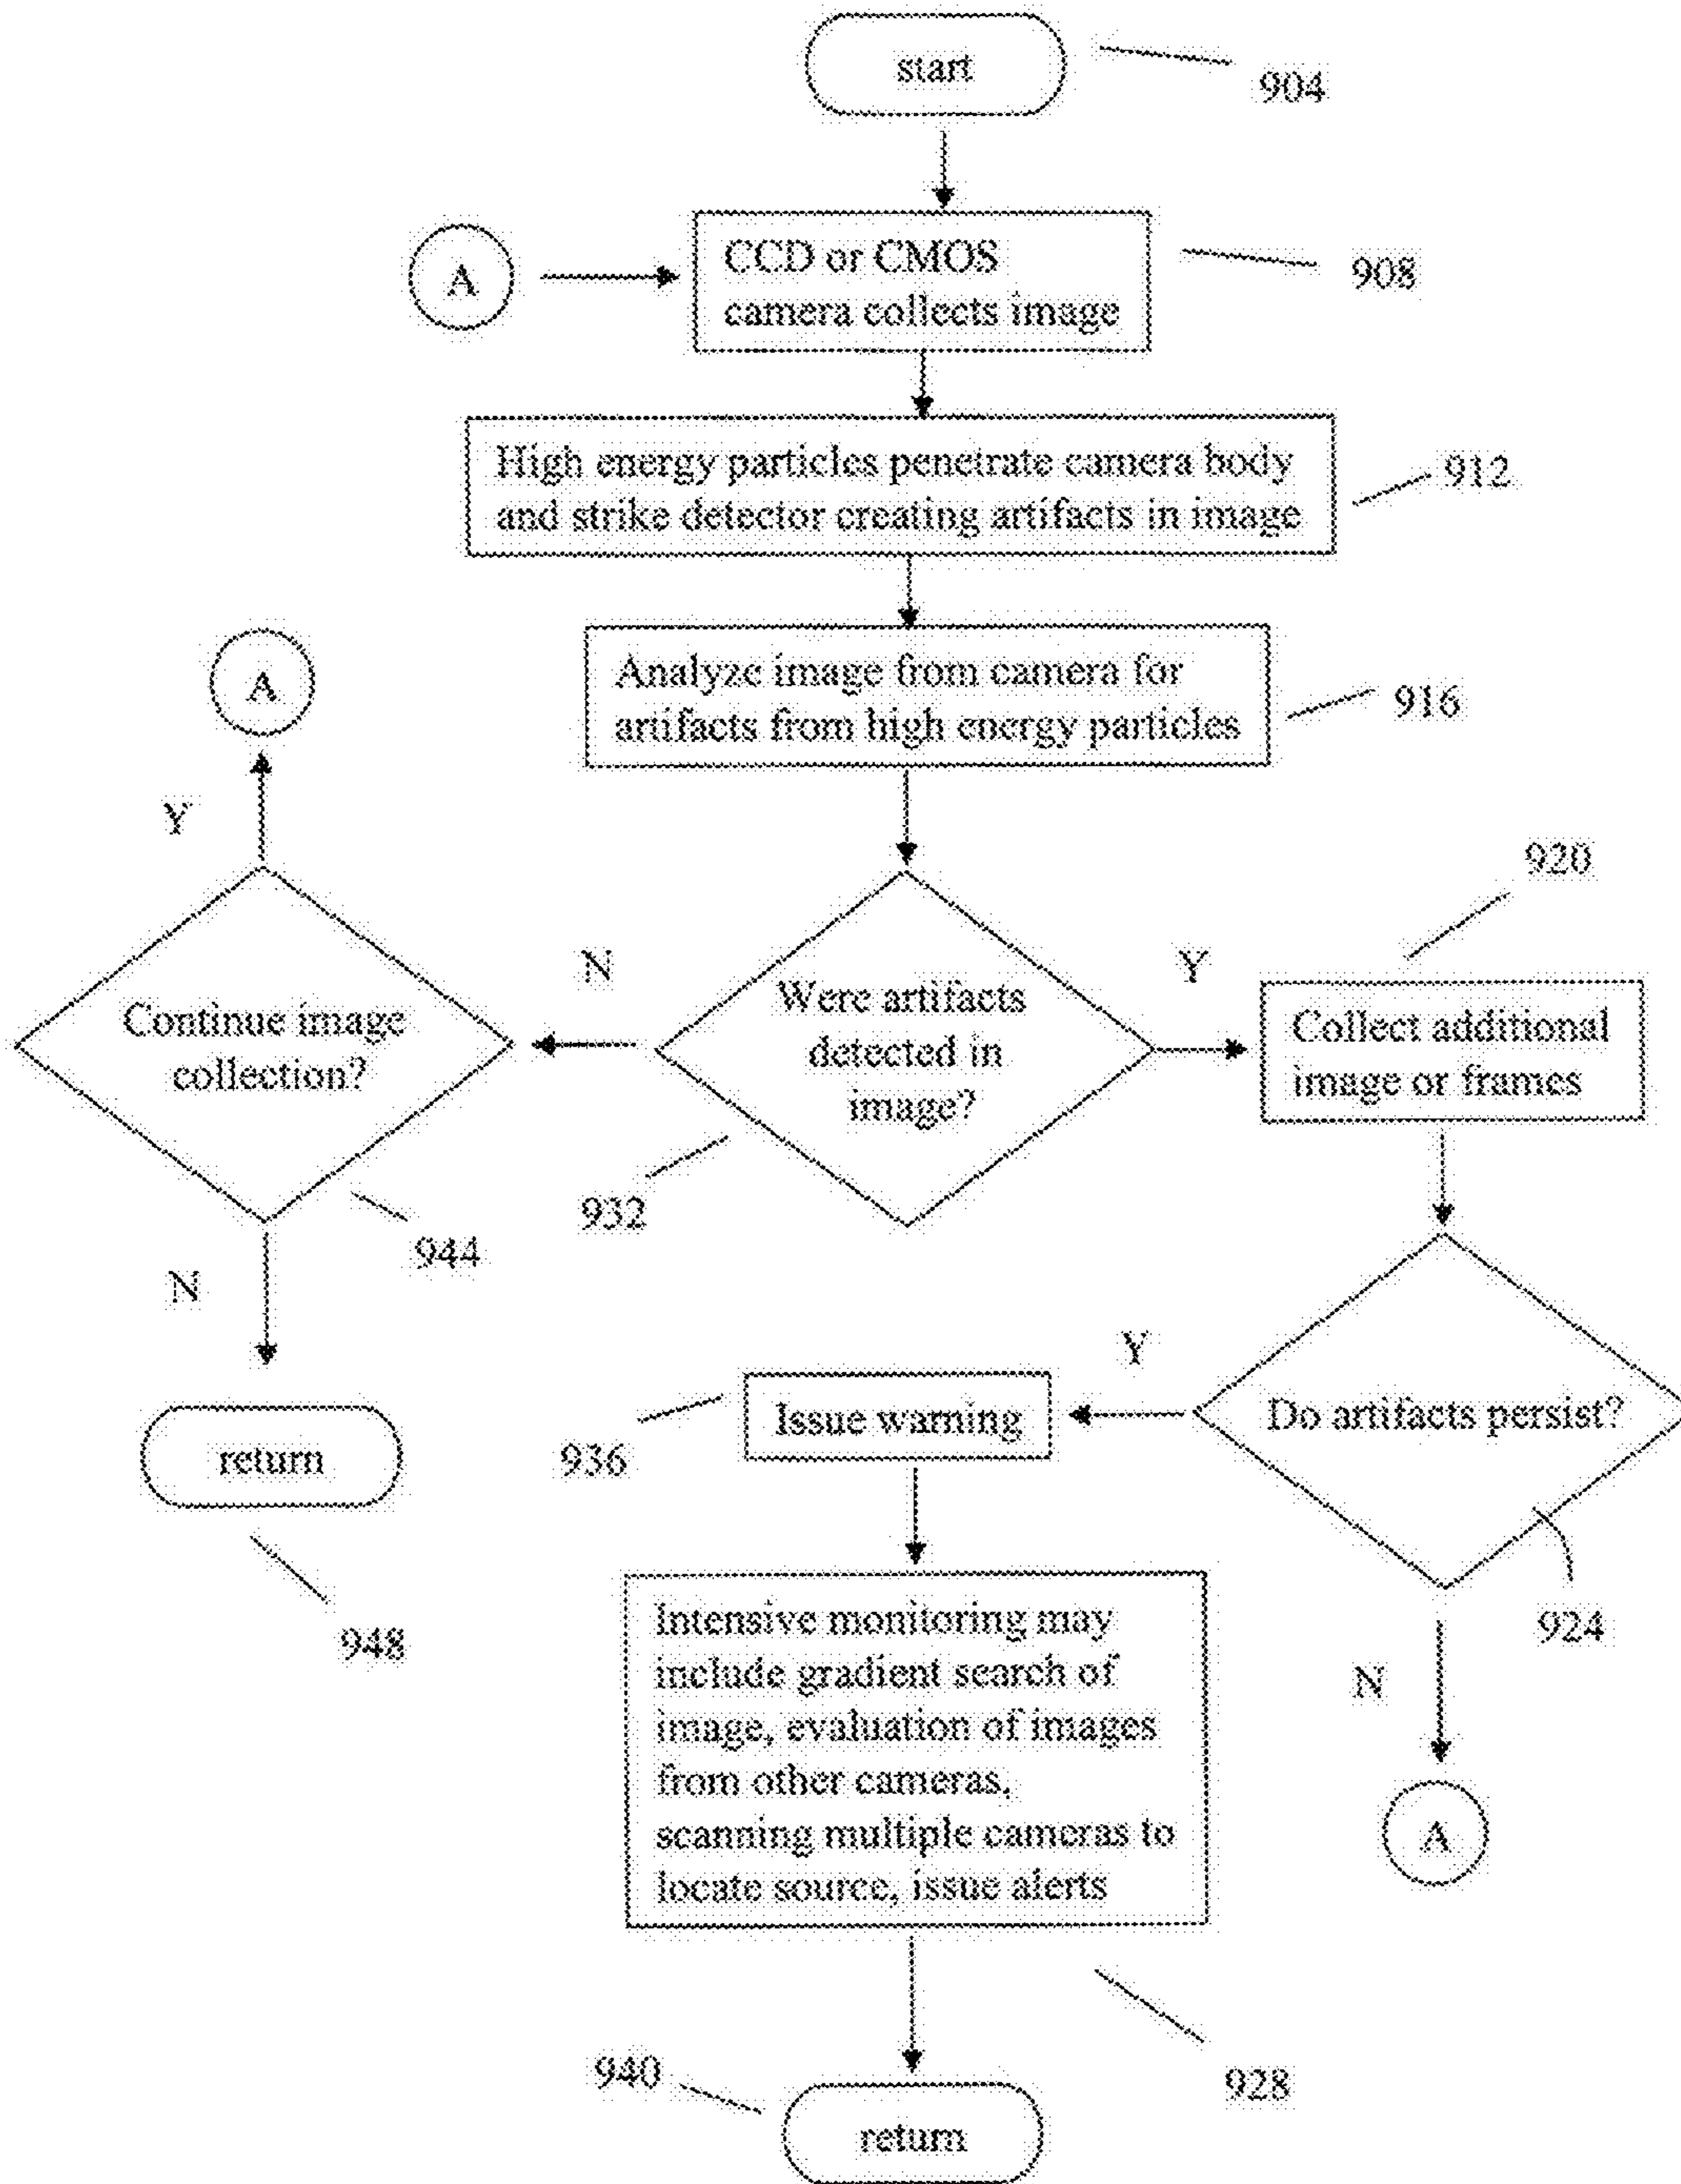 start
904
A
CCD or CMOS
camera collects image
908
High energy particles penetrate camera body
and strike detector creating artifacts in image
912
A
Analyze image from camera for
artifacts from high energy particles
916
Y
920
Continue image
collection?
N
Were artifacts
detected in
image?
Y
Collect additional
image or frames
932
944
N
Y
Issue warning
Do artifacts persist?
936
return
924
948
Intensive monitoring may
include gradient search of
image, evaluation of images
from other cameras,
scanning multiple cameras to
locate source, issue alerts
N
A
928
940
return